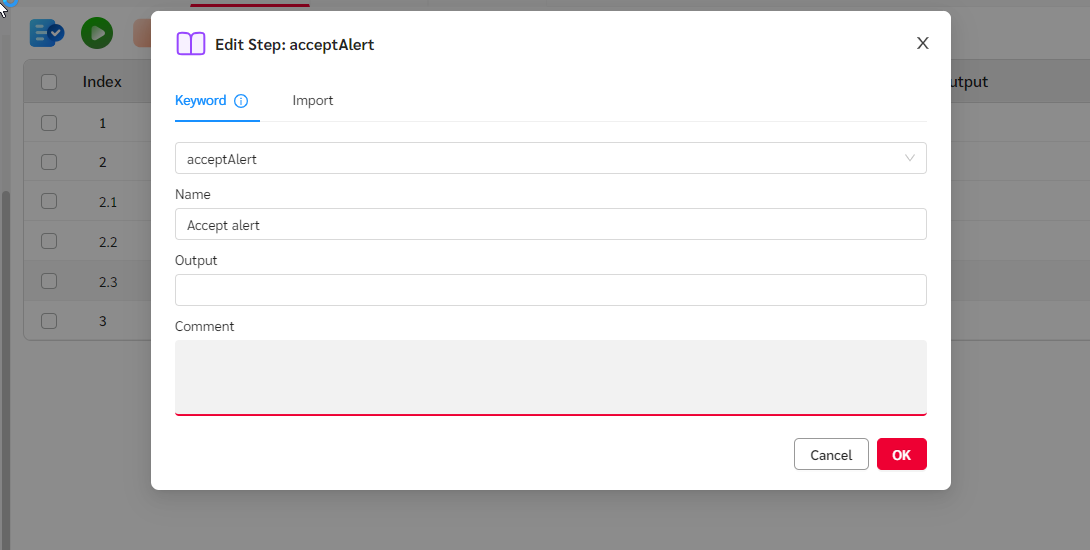 Edit Step: acceptAlert
Keyword
Import
acceptAlert
Name
Accept alert
Output
Comment
Cancel
OK
Index
1
2
2.1
2.2
2.3
3
utput